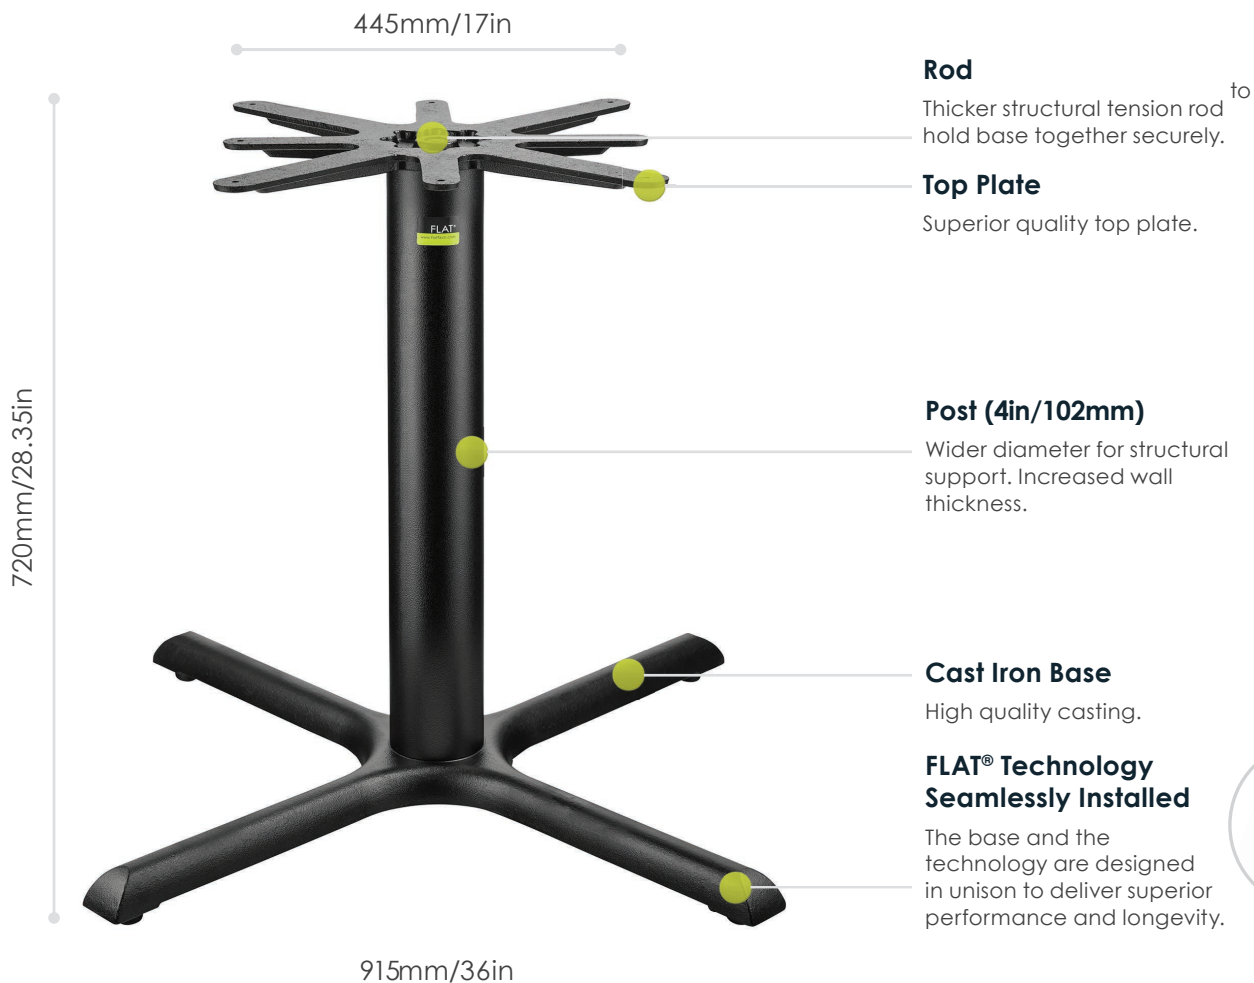 445mm/17in
Rod
Thicker structural tension rod to
hold base together securely.
Top Plate
Superior quality top plate.
FLAT®
720mm/28.35in
Post (4in/102mm)
Wider diameter for structural
support. Increased wall
thickness.
Cast Iron Base
High quality casting.
FLAT® Technology
Seamlessly Installed
The base and the
technology are designed
in unison to deliver superior
performance and longevity.
915mm/36in